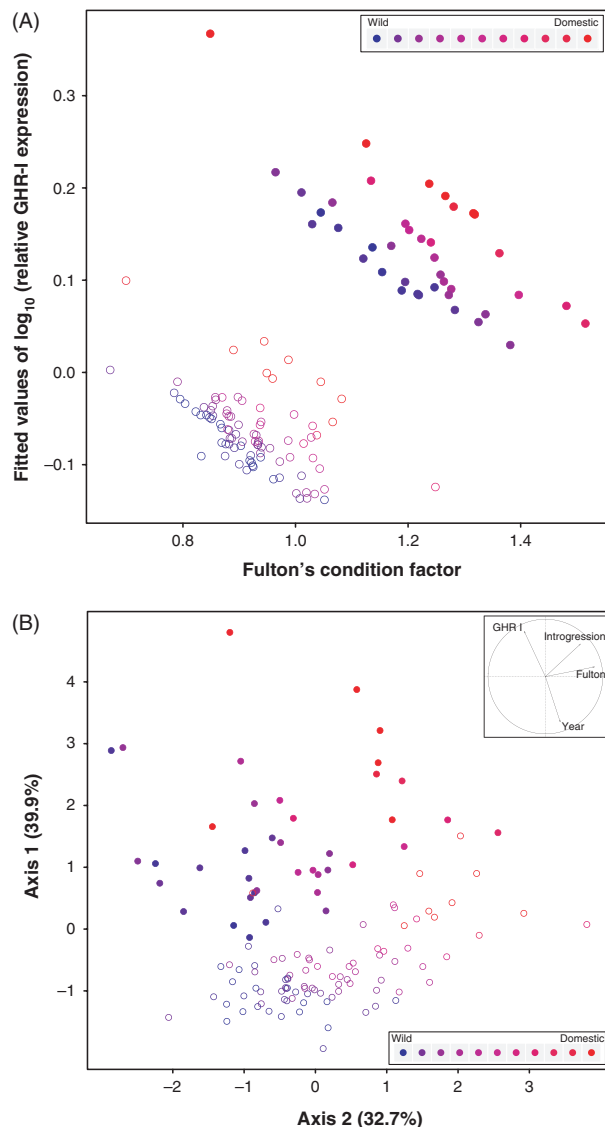 (A)
Wild Domestic
0.3
0.2
0.1
0.0
−0.1
Fitted values of log10 (relative GHR-I expression)
0.8 1.0 1.2 1.4
Fulton's condition factor
(B)
GHR I
Introgression
Fulton
Year
4
3
2
1
0
−1
Axis 1 (39.9%)
Wild Domestic
−2 −1 0 1 2 3
Axis 2 (32.7%)